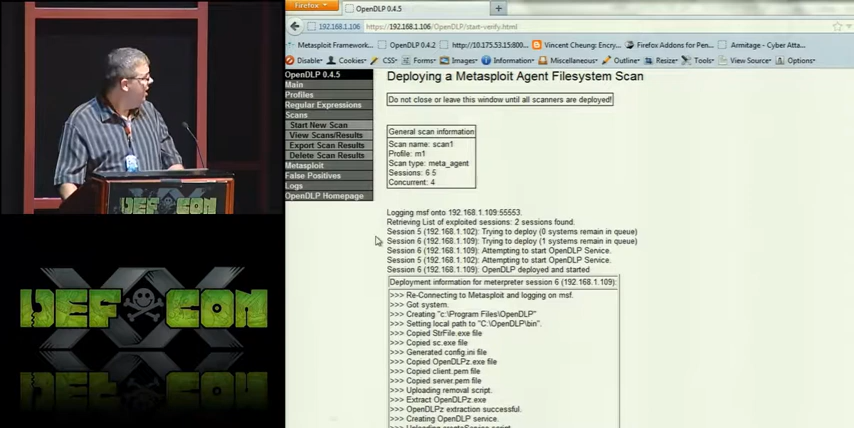 Firefox
OpenDLP 0.4.5
192.168.1.106 https://192.168.1.106/OpenDLP/start-verify.html
Metasploit Framework... OpenDLP 0.4.2 http://10.175.53.15:800... Vincent Cheung: Encry... Firefox Addons for Pen... Armitage - Cyber Atta...
Disable Cookies CSS Forms Images Information Miscellaneous Outline Resize Tools View Source Options
OpenDLP 0.4.5
Main
Profiles
Regular Expressions
Scans
Start New Scan
View Scans/Results
Export Scan Results
Delete Scan Results
Metasploit
False Positives
Logs
OpenDLP Homepage
Deploying a Metasploit Agent Filesystem Scan
Do not close or leave this window until all scanners are deployed!
General scan information
Scan name: scan1
Profile: m1
Scan type: meta_agent
Sessions: 6 5
Concurrent: 4
Logging msf onto 192.168.1.109:55553.
Retrieving List of exploited sessions: 2 sessions found.
Session 5 (192.168.1.102): Trying to deploy (0 systems remain in queue)
Session 6 (192.168.1.109): Trying to deploy (1 systems remain in queue)
Session 6 (192.168.1.109): Attempting to start OpenDLP Service.
Session 5 (192.168.1.102): Attempting to start OpenDLP Service.
Session 6 (192.168.1.109): OpenDLP deployed and started
Deployment information for meterpreter session 6 (192.168.1.109):
>>> Re-Connecting to Metasploit and logging on msf.
>>> Got system.
>>> Creating "c:\Program Files\OpenDLP"
>>> Setting local path to "C:\OpenDLP\bin".
>>> Copied StrFile.exe file
>>> Copied sc.exe file
>>> Generated config.ini file
>>> Copied OpenDLPz.exe file
>>> Copied client.pem file
>>> Copied server.pem file
>>> Uploading removal script.
>>> Extract OpenDLPz.exe
>>> OpenDLPz extraction successful.
>>> Creating OpenDLP service.
>>> Uploading createService script
DEF CON
DEF CON
XX